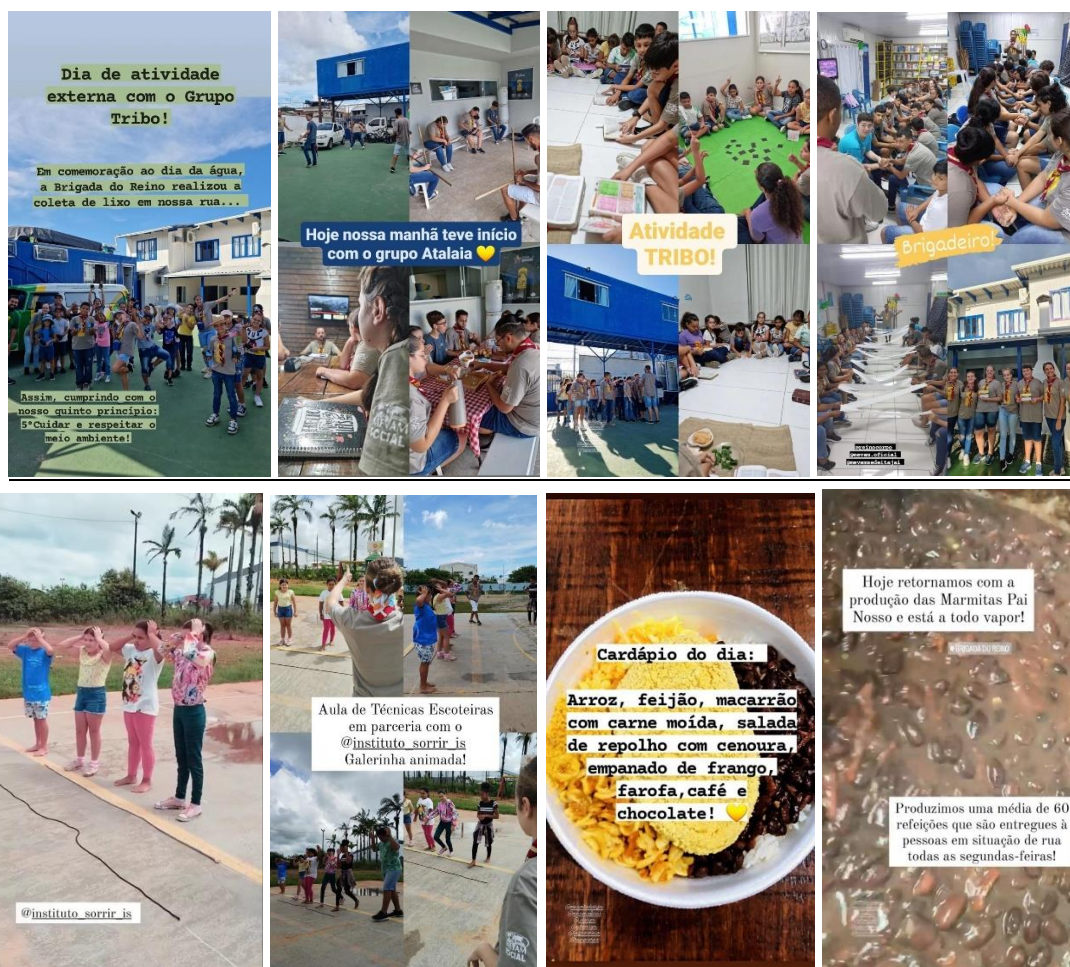 Dia de atividade
externa com o Grupo
Tribo!
Em comemoração ao dia da água,
a Brigada do Reino realizou a
coleta de lixo em nossa rua...
Assim, cumprindo com o
nosso quinto princípio:
5°Cuidar e respeitar o
meio ambiente!
Hoje nossa manhã teve início
com o grupo Atalaia 💛
SOCIAL
Atividade
TRIBO!
Brigadeiro!
Aula de Técnicas Escoteiras
em parceria com o
@instituto_sorrir_is
Galerinha animada!
@instituto_sorrir_is
Cardápio do dia:
Arroz, feijão, macarrão
com carne moída, salada
de repolho com cenoura,
empanado de frango,
farofa,café e
chocolate! 💛
Hoje retornamos com a
produção das Marmitas Pai
Nosso e está a todo vapor!
#BRIGADA DO REINO
Produzimos uma média de 60
refeições que são entregues à
pessoas em situação de rua
todas as segundas-feiras!